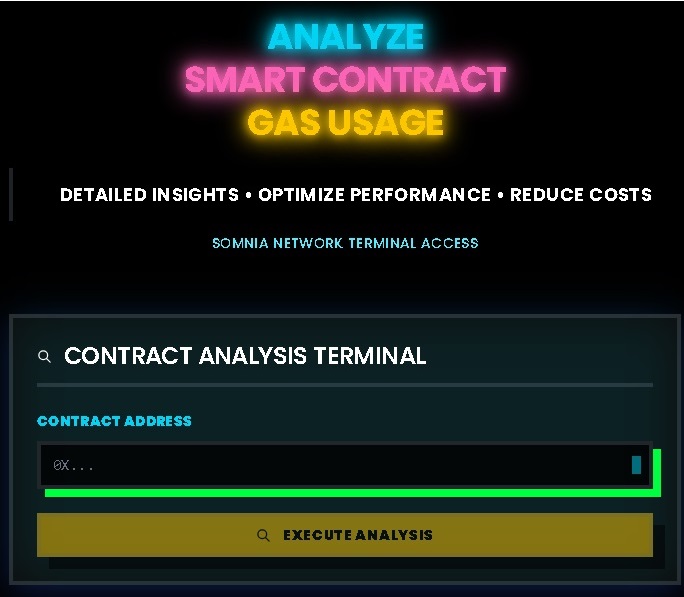 ANALYZE
SMART CONTRACT
GAS USAGE
DETAILED INSIGHTS • OPTIMIZE PERFORMANCE • REDUCE COSTS
SOMNIA NETWORK TERMINAL ACCESS
CONTRACT ANALYSIS TERMINAL
CONTRACT ADDRESS
0X...
EXECUTE ANALYSIS